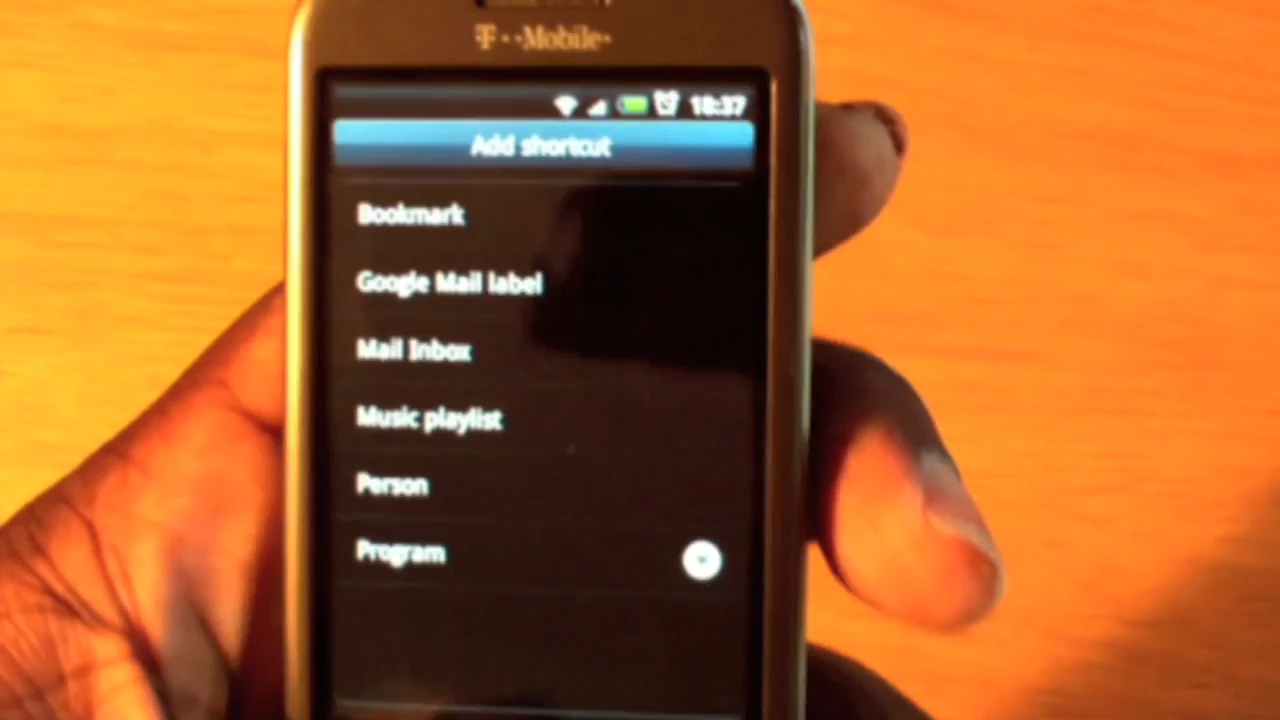 T··Mobile·
18:37
Add shortcut
Bookmark
Google Mail label
Mail Inbox
Music playlist
Person
Program